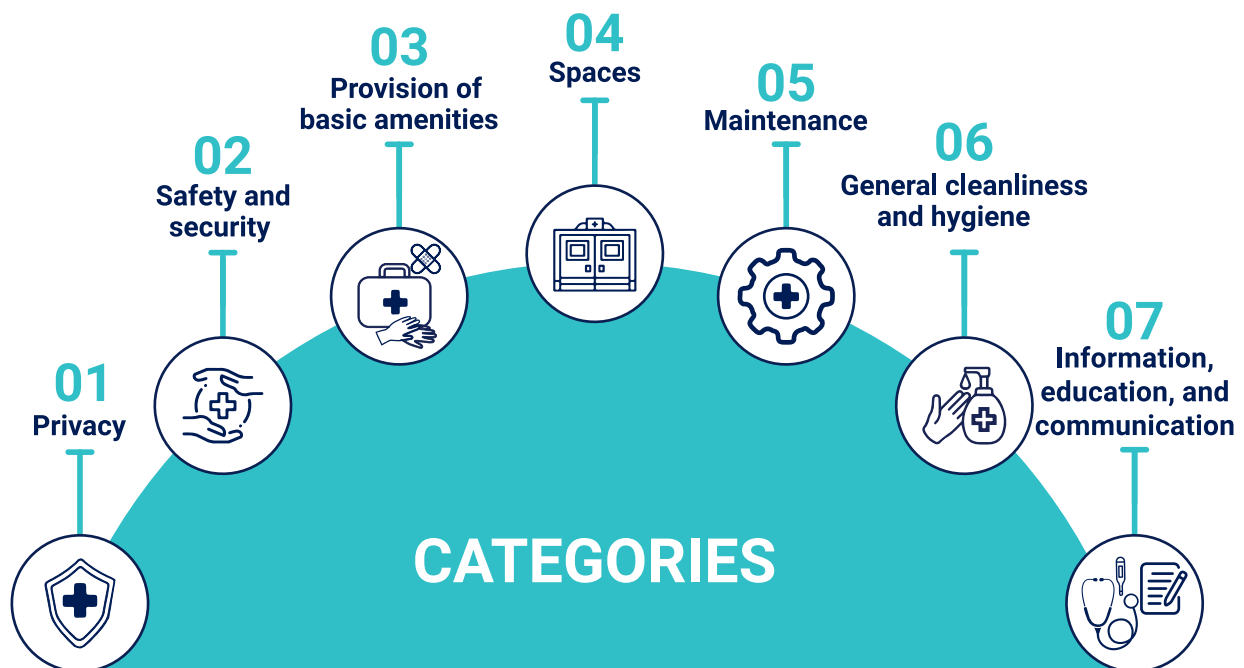 01
Privacy
02
Safety and
security
03
Provision of
basic amenities
04
Spaces
05
Maintenance
06
General cleanliness
and hygiene
07
Information,
education, and
communication
CATEGORIES